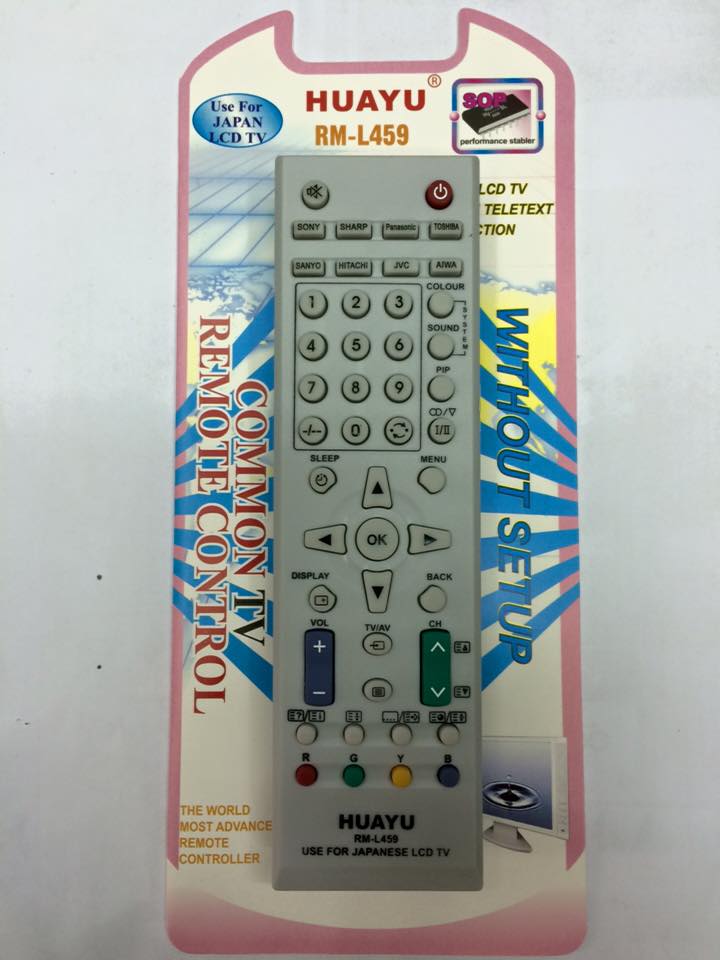 Use For
JAPAN
LCD TV
HUAYU®
RM-L459
SOP
performance stabler
LCD TV
TELETEXT
CTION
SONY SHARP Panasonic TOSHIBA
SANYO HITACHI JVC AIWA
COLOUR
1 2 3
SOUND
SYSTEM
4 5 6
PIP
7 8 9
-/-- 0 I/II
SLEEP MENU
OK
DISPLAY BACK
VOL TV/AV CH
+
−
R G Y B
HUAYU
RM-L459
USE FOR JAPANESE LCD TV
COMMON TV
REMOTE CONTROL
WITHOUT SETUP
THE WORLD
MOST ADVANCE
REMOTE
CONTROLLER